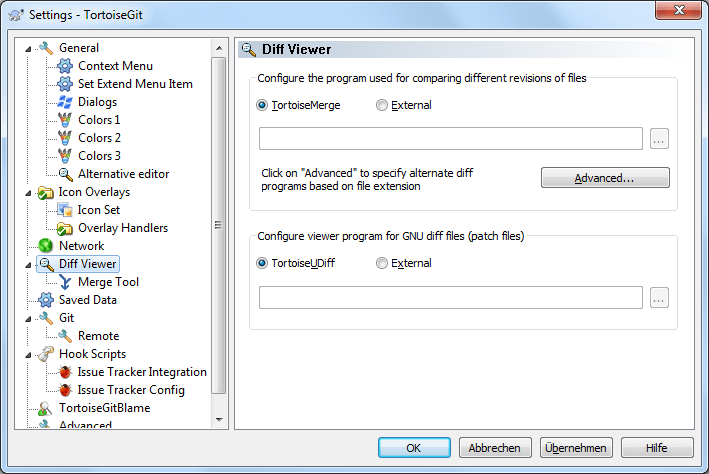 Settings - TortoiseGit
General
Context Menu
Set Extend Menu Item
Dialogs
Colors 1
Colors 2
Colors 3
Alternative editor
Icon Overlays
Icon Set
Overlay Handlers
Network
Diff Viewer
Merge Tool
Saved Data
Git
Remote
Hook Scripts
Issue Tracker Integration
Issue Tracker Config
TortoiseGitBlame
Advanced
Diff Viewer
Configure the program used for comparing different revisions of files
TortoiseMerge External
...
Click on "Advanced" to specify alternate diff
programs based on file extension
Advanced...
Configure viewer program for GNU diff files (patch files)
TortoiseUDiff External
...
OK Abbrechen Übernehmen Hilfe